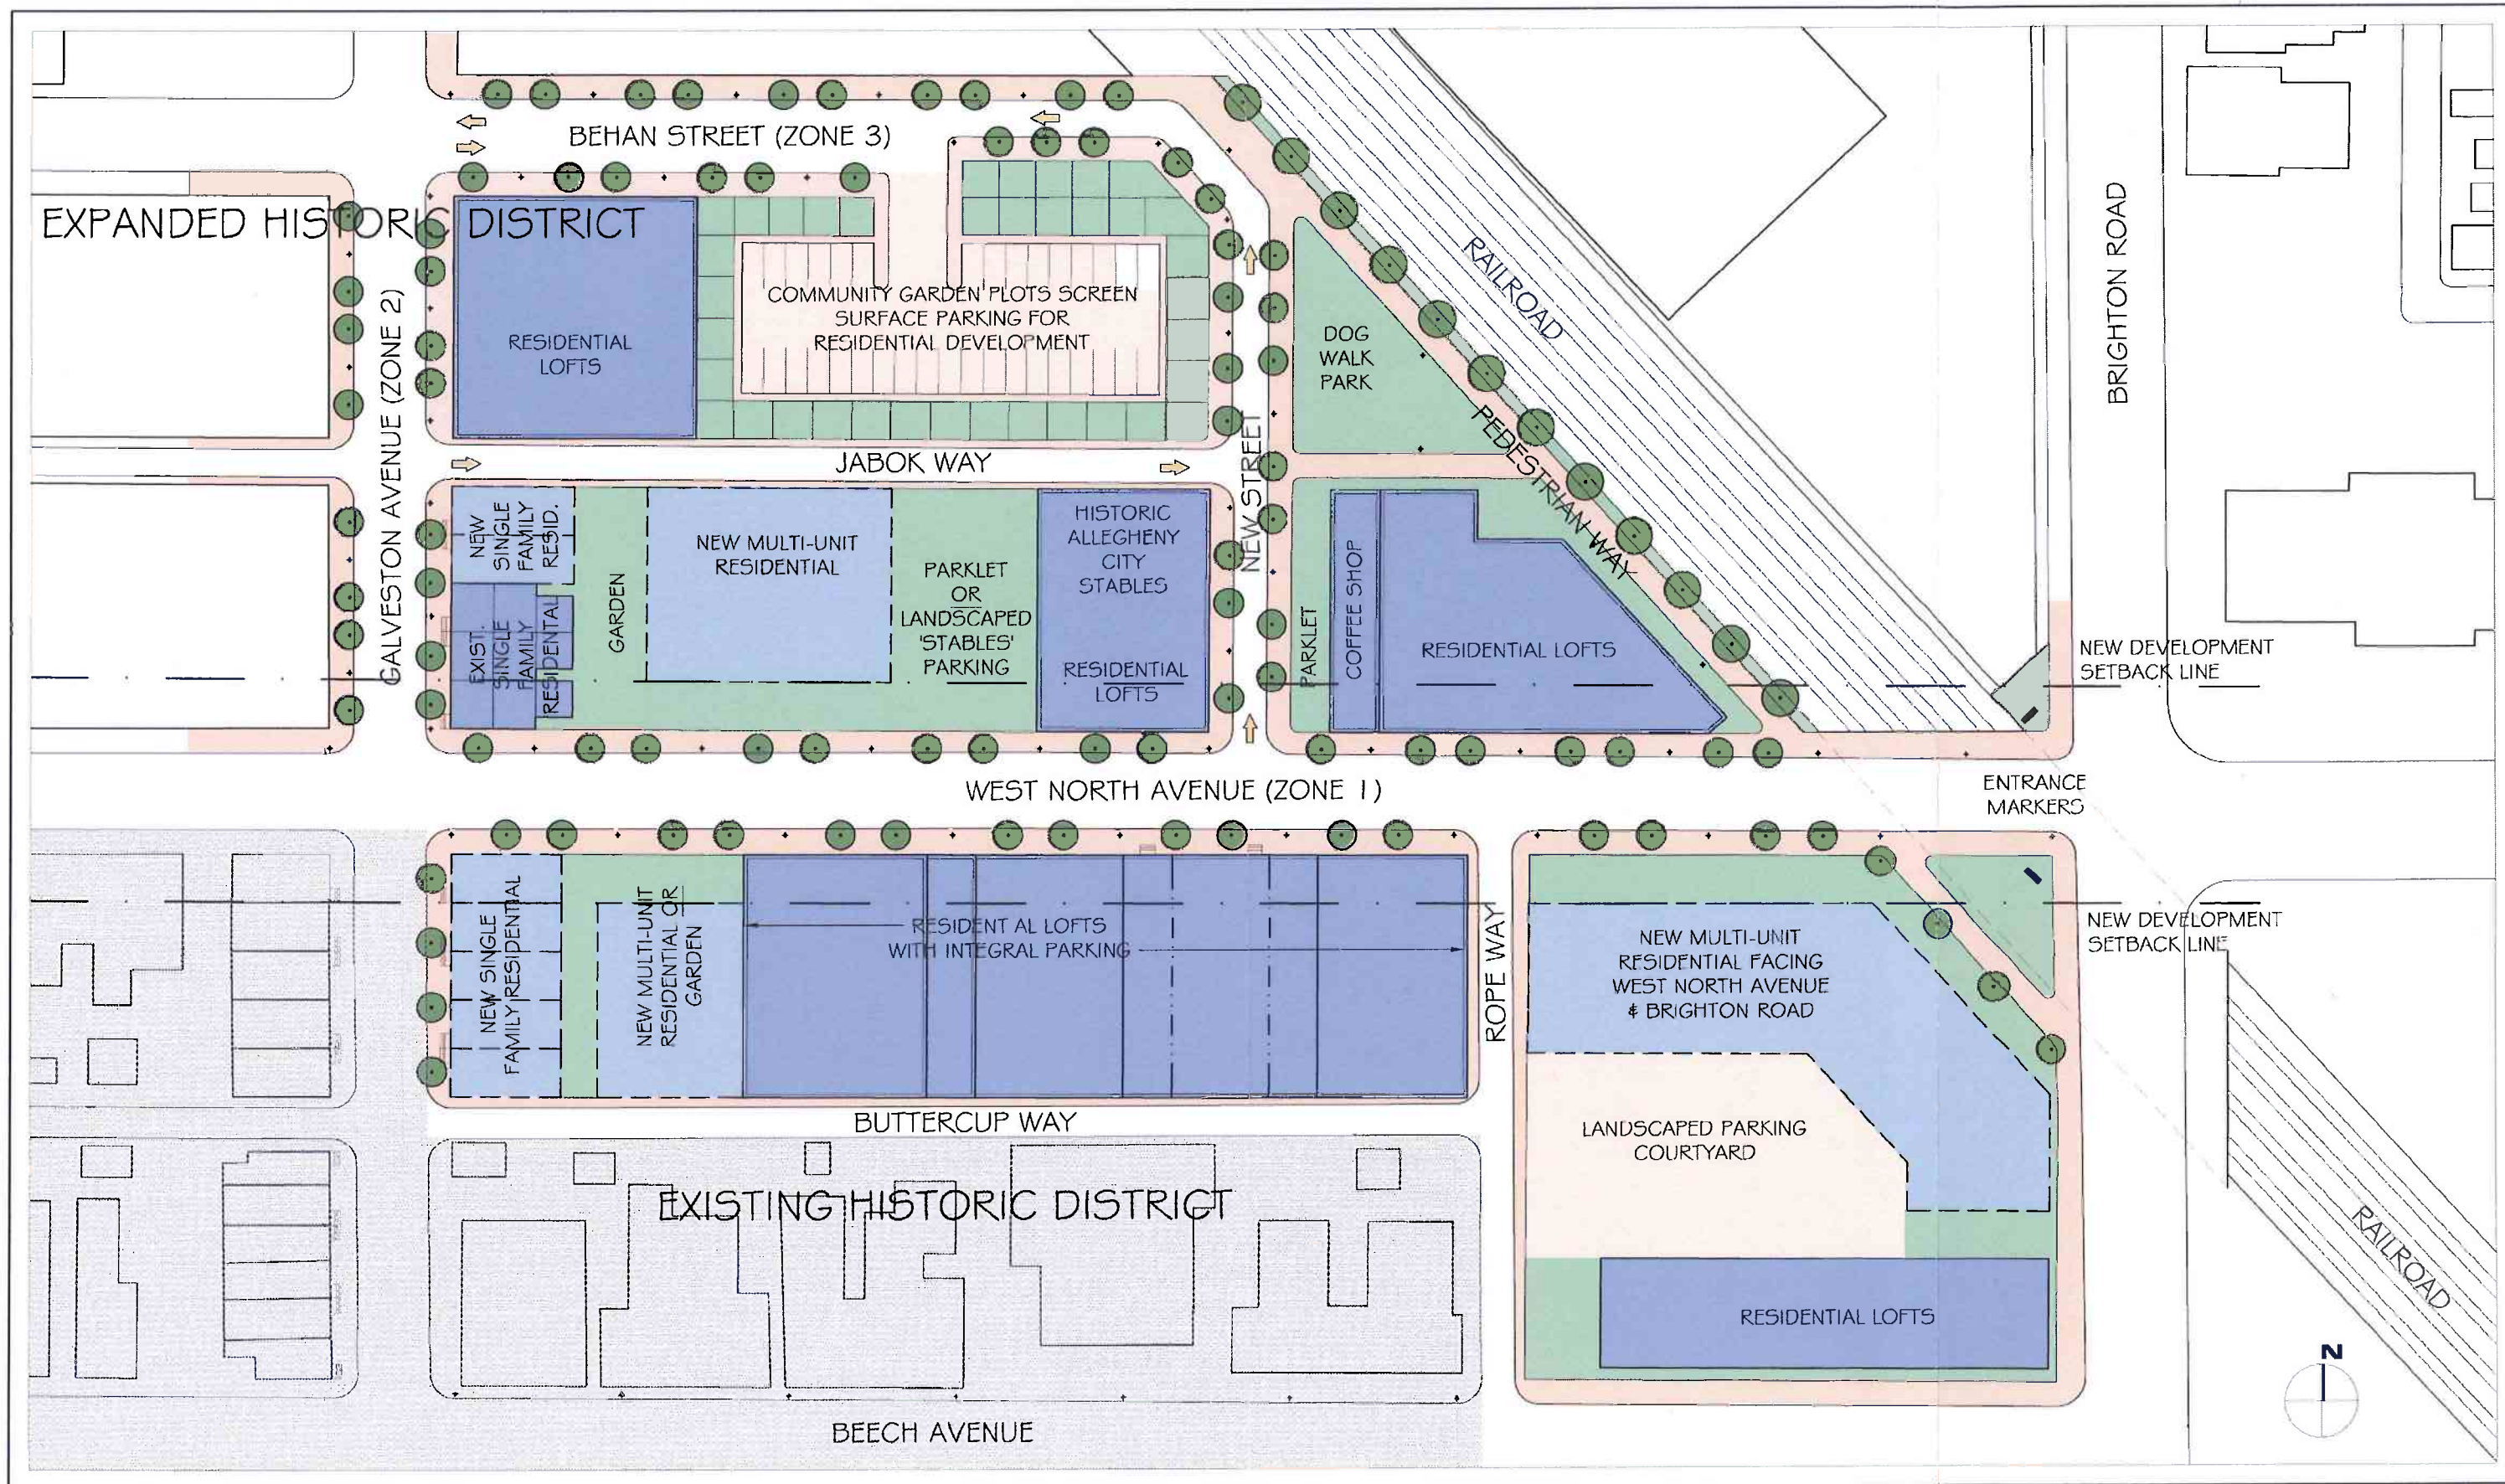 BEHAN STREET (ZONE 3)
EXPANDED HISTORIC DISTRICT
BRIGHTON ROAD
RAILROAD
GALVESTON AVENUE (ZONE 2)
RESIDENTIAL
LOFTS
COMMUNITY GARDEN PLOTS SCREEN
SURFACE PARKING FOR
RESIDENTIAL DEVELOPMENT
DOG
WALK
PARK
PEDESTRIAN WAY
JABOK WAY
NEW STREET
NEW
SINGLE
FAMILY
RESID.
EXIST.
SINGLE
FAMILY
RESIDENTIAL
GARDEN
NEW MULTI-UNIT
RESIDENTIAL
PARKLET
OR
LANDSCAPED
'STABLES'
PARKING
HISTORIC
ALLEGHENY
CITY
STABLES
RESIDENTIAL
LOFTS
PARKLET
COFFEE SHOP
RESIDENTIAL LOFTS
NEW DEVELOPMENT
SETBACK LINE
WEST NORTH AVENUE (ZONE 1)
ENTRANCE
MARKERS
NEW SINGLE
FAMILY RESIDENTIAL
NEW MULTI-UNIT
RESIDENTIAL OR
GARDEN
RESIDENT AL LOFTS
WITH INTEGRAL PARKING
ROPE WAY
NEW MULTI-UNIT
RESIDENTIAL FACING
WEST NORTH AVENUE
& BRIGHTON ROAD
NEW DEVELOPMENT
SETBACK LINE
BUTTERCUP WAY
LANDSCAPED PARKING
COURTYARD
EXISTING HISTORIC DISTRICT
RAILROAD
RESIDENTIAL LOFTS
N
BEECH AVENUE